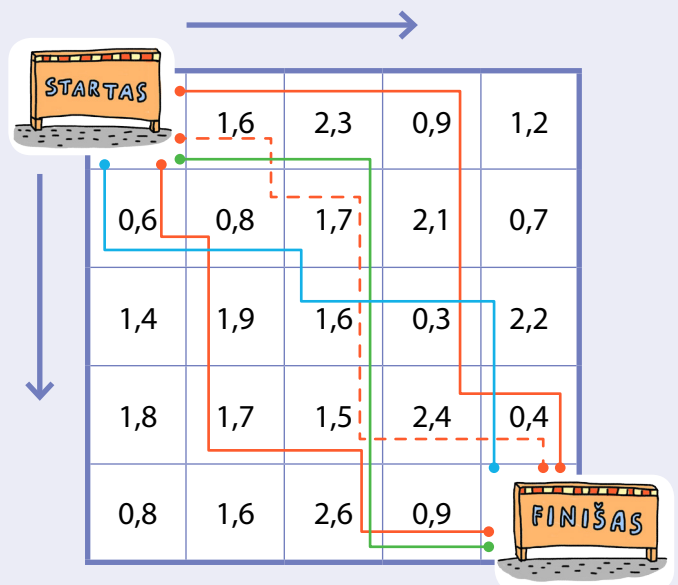 STARTAS
1,6 2,3 0,9 1,2
0,6 0,8 1,7 2,1 0,7
1,4 1,9 1,6 0,3 2,2
1,8 1,7 1,5 2,4 0,4
0,8 1,6 2,6 0,9
FINIŠAS